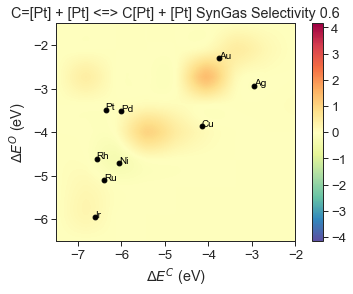 C=[Pt] + [Pt] <=> C[Pt] + [Pt] SynGas Selectivity 0.6
−2
−3
−4
−5
−6
ΔE^O (eV)
Au
Ag
Pt
Pd
Cu
Rh
Ni
Ru
Ir
4
3
2
1
0
−1
−2
−3
−4
−7
−6
−5
−4
−3
−2
ΔE^C (eV)